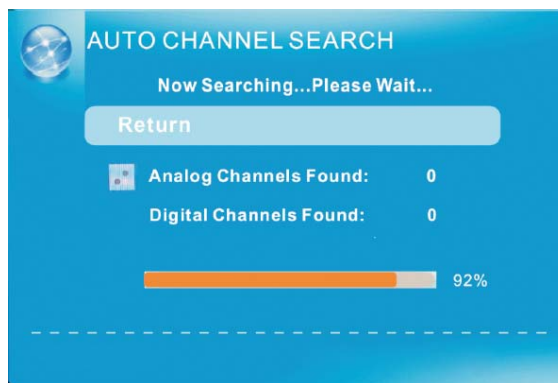 AUTO CHANNEL SEARCH
Now Searching...Please Wait...
Return
Analog Channels Found: 0
Digital Channels Found: 0
92%